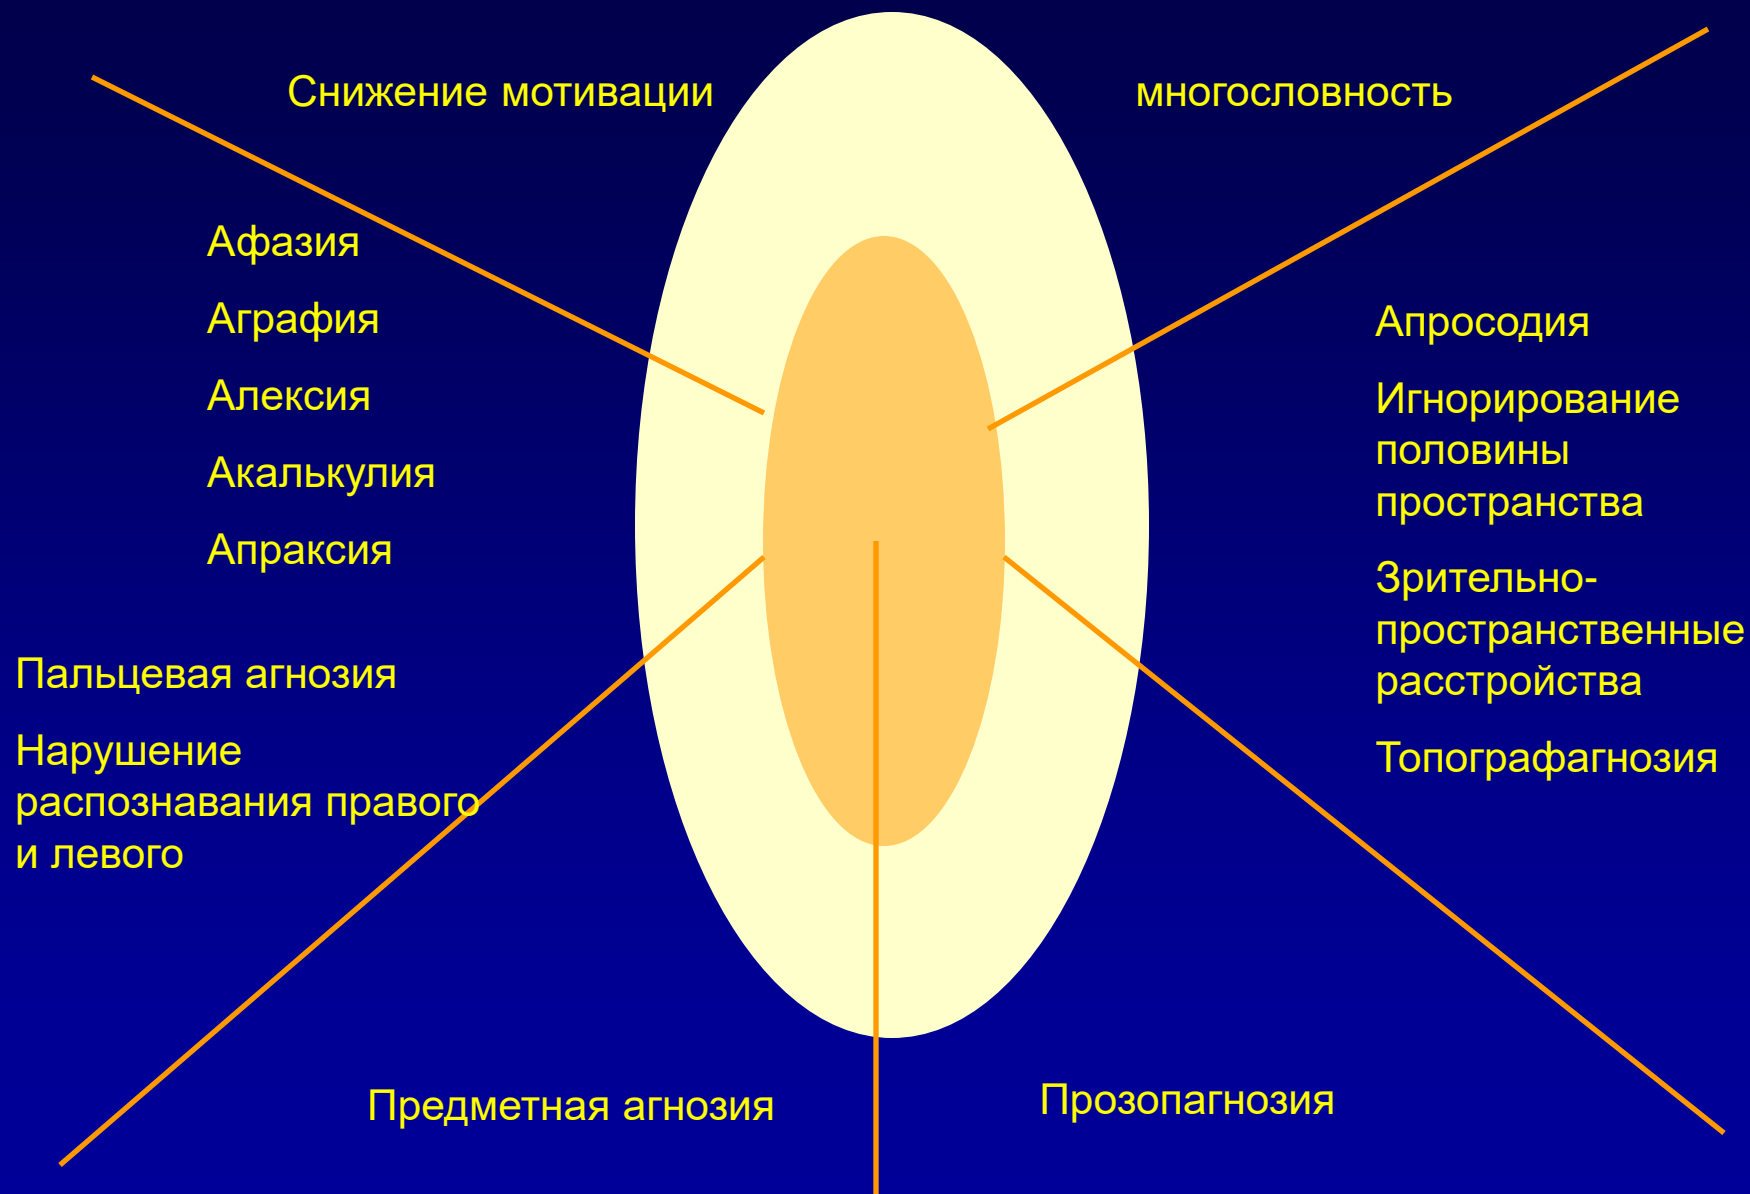 Снижение мотивации
многословность
Афазия
Аграфия
Алексия
Акалькулия
Апраксия
Пальцевая агнозия
Нарушение
распознавания правого
и левого
Апросодия
Игнорирование
половины
пространства
Зрительно-
пространственные
расстройства
Топографагнозия
Предметная агнозия
Прозопагнозия